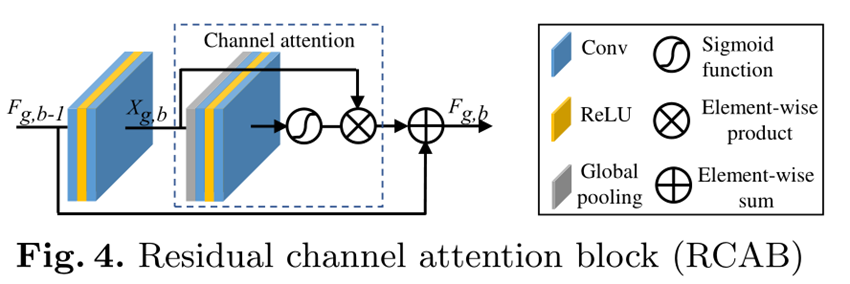 Channel attention
F_{g,b-1}
X_{g,b}
F_{g,b}
Conv
Sigmoid
function
ReLU
Element-wise
product
Global
pooling
Element-wise
sum
Fig. 4. Residual channel attention block (RCAB)